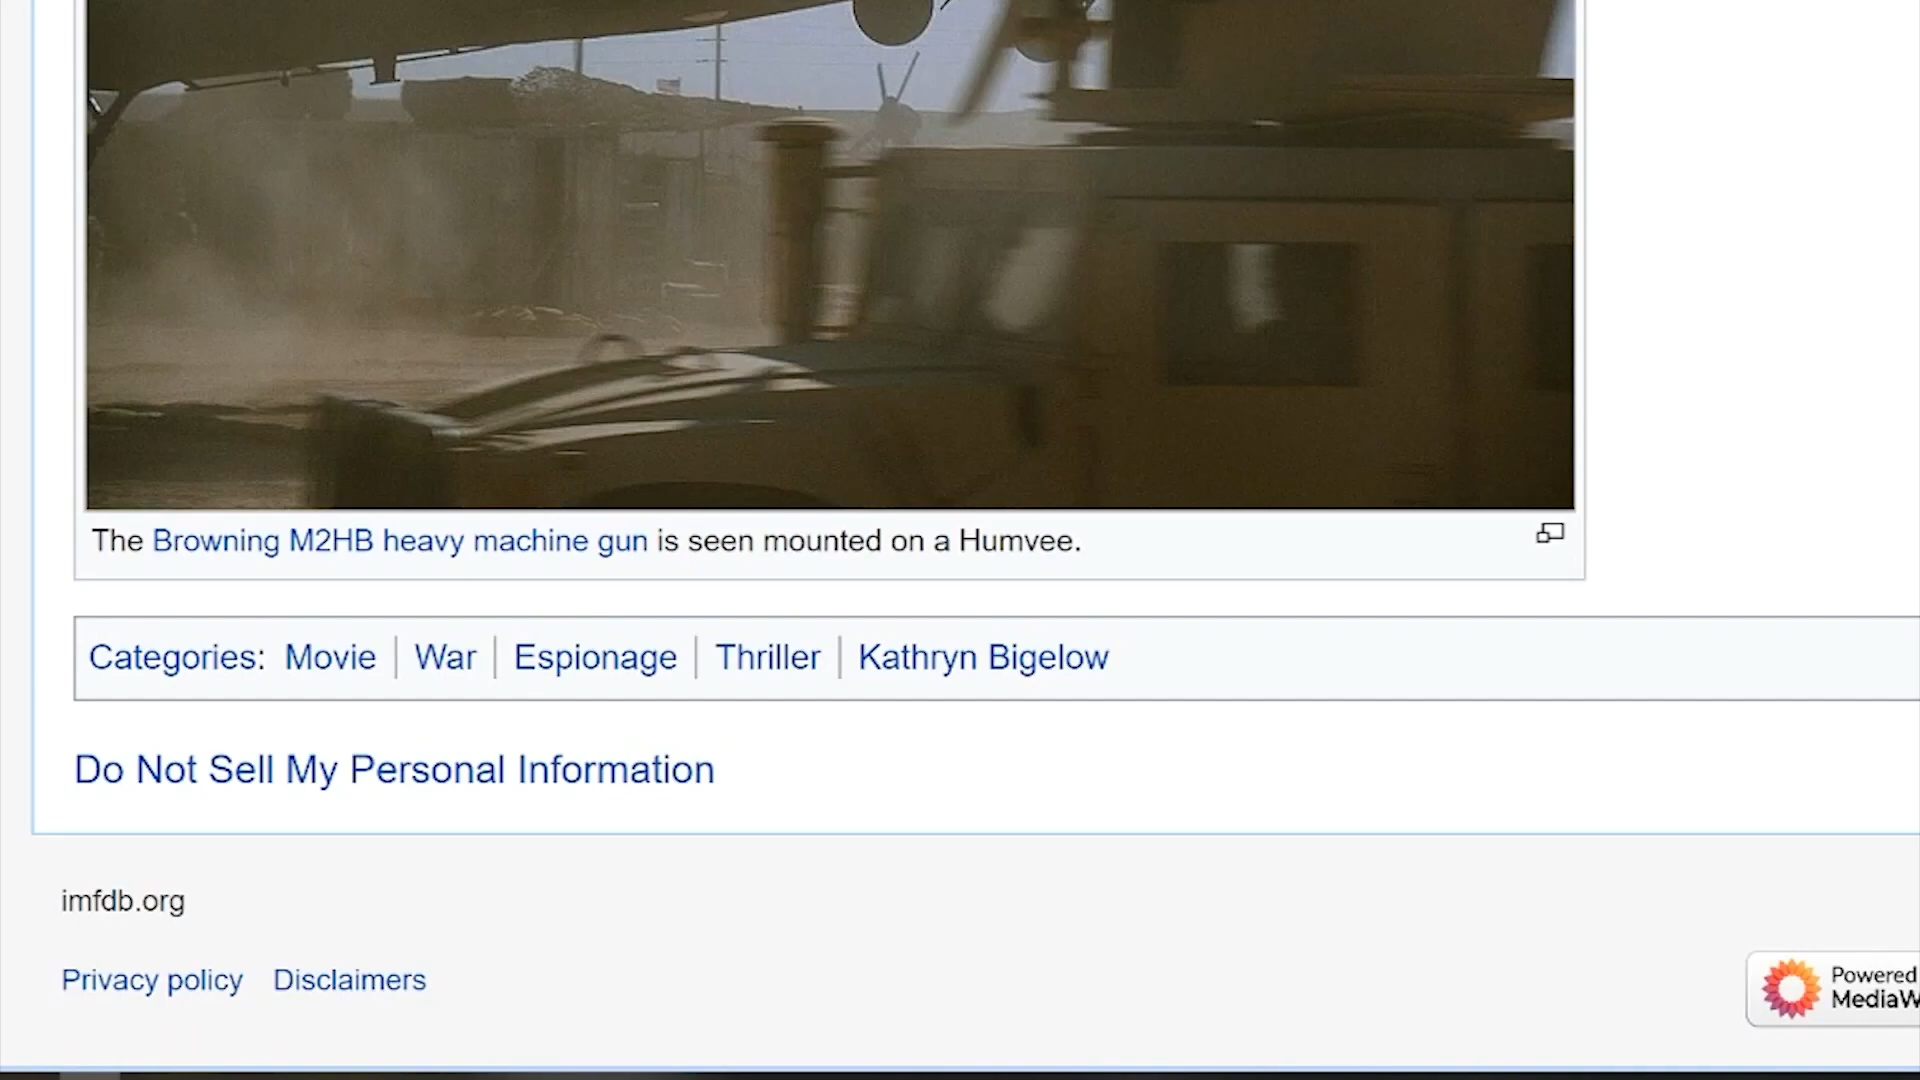 The Browning M2HB heavy machine gun is seen mounted on a Humvee.
Categories: Movie | War | Espionage | Thriller | Kathryn Bigelow
Do Not Sell My Personal Information
imfdb.org
Privacy policy Disclaimers
Powered
MediaW